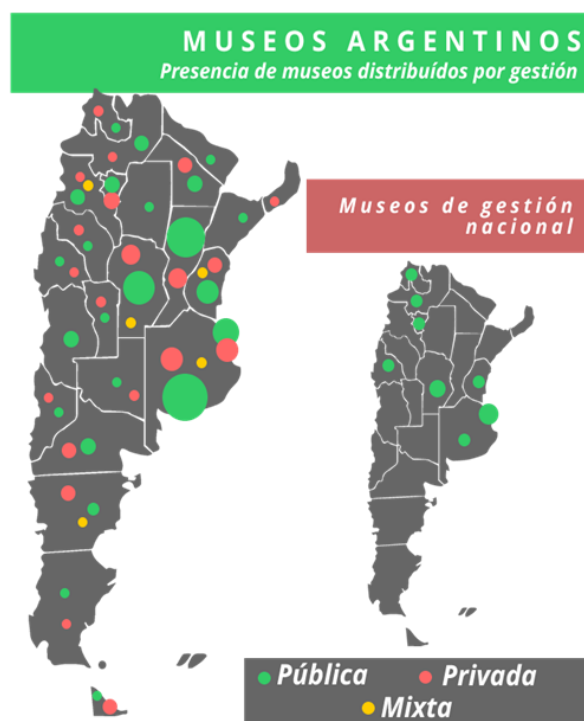 MUSEOS ARGENTINOS
Presencia de museos distribuídos por gestión
Museos de gestión
nacional
Pública
Privada
Mixta